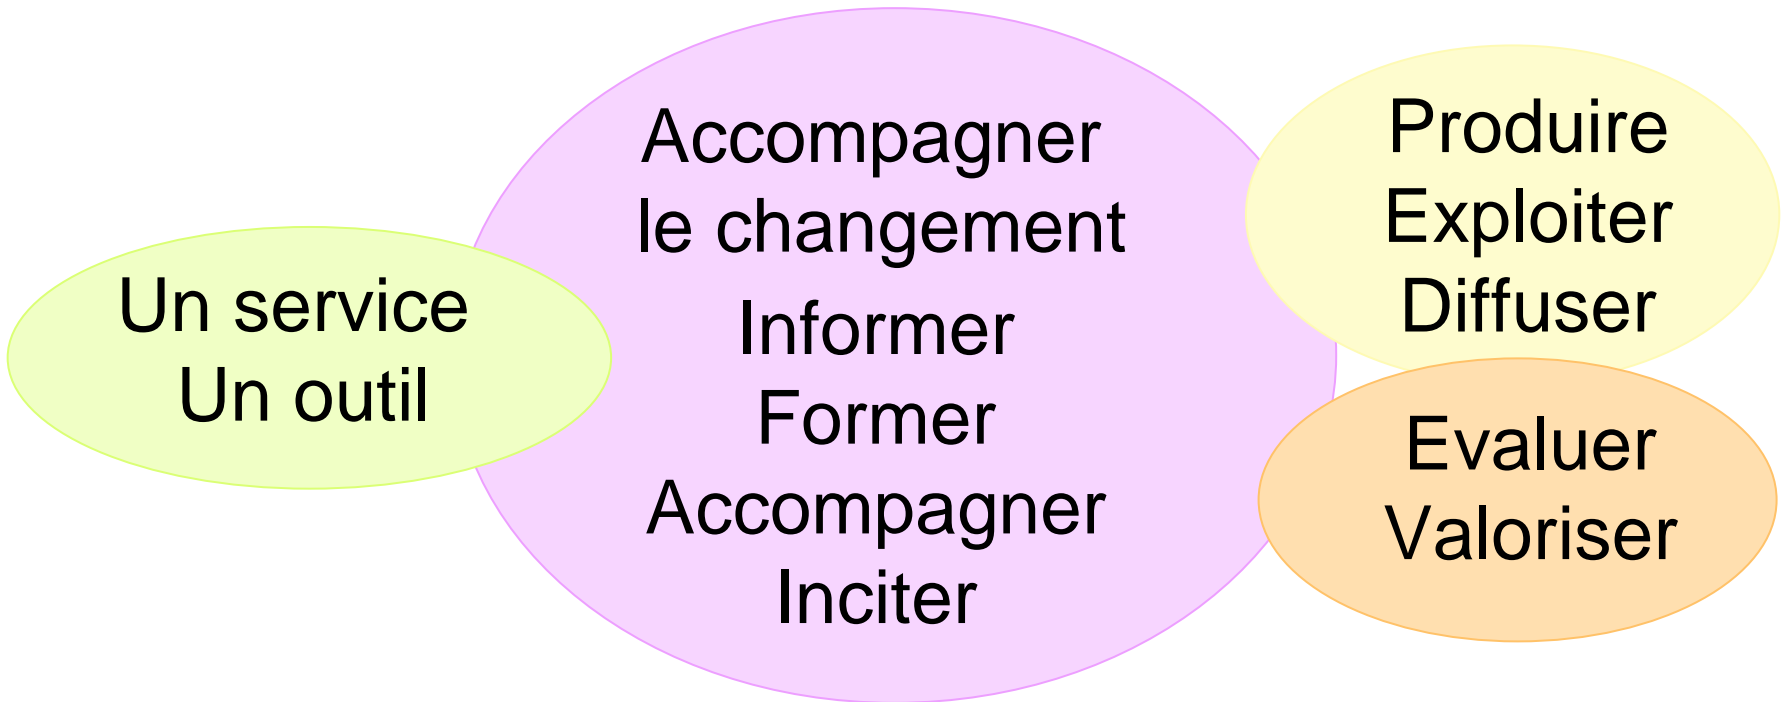 Un service
Un outil
Accompagner
le changement
Informer
Former
Accompagner
Inciter
Produire
Exploiter
Diffuser
Evaluer
Valoriser